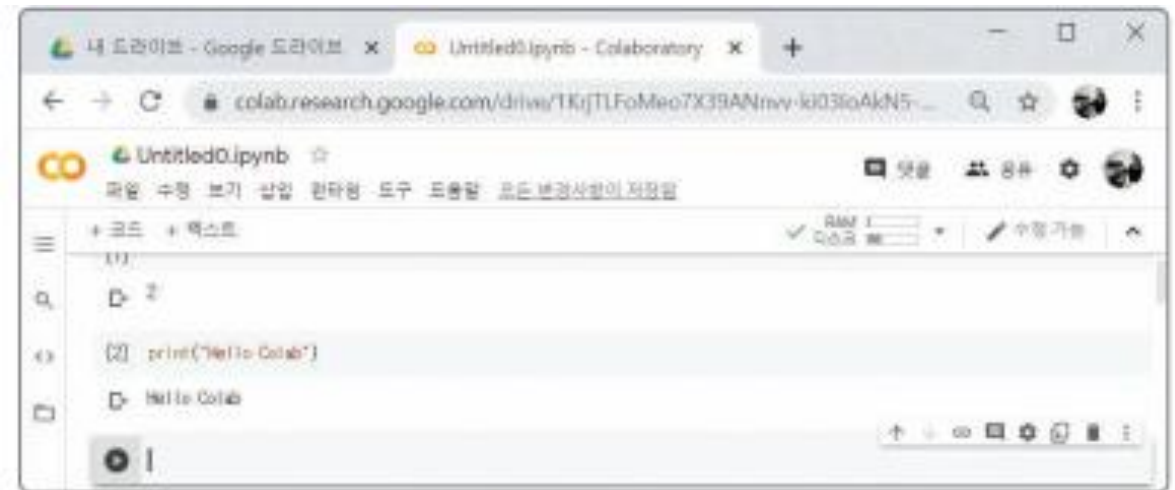 내 드라이브 - Google 드라이브 × Untitled0.ipynb - Colaboratory × +
colab.research.google.com/drive/
Untitled0.ipynb
댓글 공유
파일 수정 보기 삽입 런타임 도구 도움말 모든 변경사항이 저장됨
+ 코드 + 텍스트 RAM 디스크 수정 가능
[1]
2
[2] print("Hello Colab")
Hello Colab